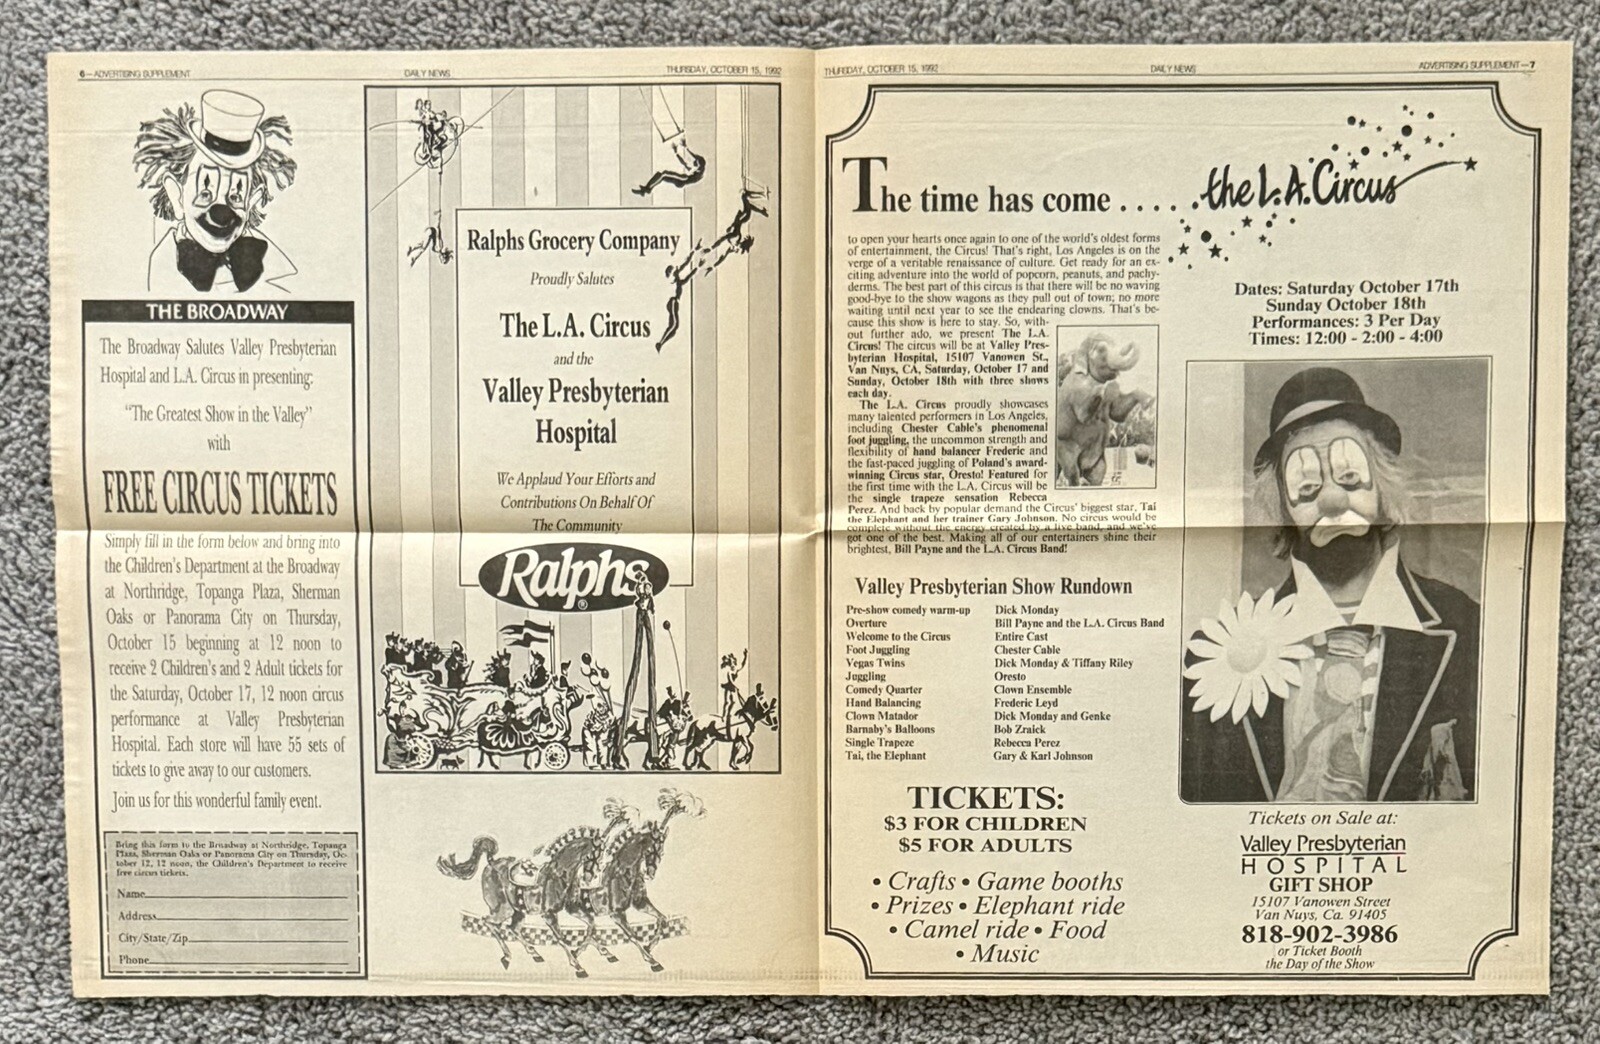 6—ADVERTISING SUPPLEMENT
DAILY NEWS
THURSDAY, OCTOBER 15, 1992
THE BROADWAY
The Broadway Salutes Valley Presbyterian
Hospital and L.A. Circus in presenting:
"The Greatest Show in the Valley"
with
FREE CIRCUS TICKETS
Simply fill in the form below and bring into
the Children's Department at the Broadway
at Northridge, Topanga Plaza, Sherman
Oaks or Panorama City on Thursday,
October 15 beginning at 12 noon to
receive 2 Children's and 2 Adult tickets for
the Saturday, October 17, 12 noon circus
performance at Valley Presbyterian
Hospital. Each store will have 55 sets of
tickets to give away to our customers.
Join us for this wonderful family event.
Bring this form to the Broadway at Northridge, Topanga
Plaza, Sherman Oaks or Panorama City on Thursday, Oc-
tober 12, 12 noon, the Children's Department to receive
free circus tickets.
Name
Address
City/State/Zip
Phone
Ralphs Grocery Company
Proudly Salutes
The L.A. Circus
and the
Valley Presbyterian
Hospital
We Applaud Your Efforts and
Contributions On Behalf Of
The Community
Ralphs
®
THURSDAY, OCTOBER 15, 1992
DAILY NEWS
ADVERTISING SUPPLEMENT—7
The time has come . . . . . the L.A. Circus
to open your hearts once again to one of the world's oldest forms
of entertainment, the Circus! That's right, Los Angeles is on the
verge of a veritable renaissance of culture. Get ready for an ex-
citing adventure into the world of popcorn, peanuts, and pachy-
derms. The best part of this circus is that there will be no waving
good-bye to the show wagons as they pull out of town; no more
waiting until next year to see the endearing clowns. That's be-
cause this show is here to stay. So, with-
out further ado, we present The L.A.
Circus! The circus will be at Valley Pres-
byterian Hospital, 15107 Vanowen St.,
Van Nuys, CA, Saturday, October 17 and
Sunday, October 18th with three shows
each day.
The L.A. Circus proudly showcases
many talented performers in Los Angeles,
including Chester Cable's phenomenal
foot juggling, the uncommon strength and
flexibility of hand balancer Frederic and
the fast-paced juggling of Poland's award-
winning Circus star, Oresto! Featured for
the first time with the L.A. Circus will be
the single trapeze sensation Rebecca
Perez. And back by popular demand the Circus' biggest star, Tai
the Elephant and her trainer Gary Johnson. No circus would be
complete without the energy created by a live band, and we've
got one of the best. Making all of our entertainers shine their
brightest, Bill Payne and the L.A. Circus Band!
Valley Presbyterian Show Rundown
Pre-show comedy warm-up Dick Monday
Overture Bill Payne and the L.A. Circus Band
Welcome to the Circus Entire Cast
Foot Juggling Chester Cable
Vegas Twins Dick Monday & Tiffany Riley
Juggling Oresto
Comedy Quarter Clown Ensemble
Hand Balancing Frederic Leyd
Clown Matador Dick Monday and Genke
Barnaby's Balloons Bob Zraick
Single Trapeze Rebecca Perez
Tai, the Elephant Gary & Karl Johnson
TICKETS:
$3 FOR CHILDREN
$5 FOR ADULTS
• Crafts • Game booths
• Prizes • Elephant ride
• Camel ride • Food
• Music
Dates: Saturday October 17th
Sunday October 18th
Performances: 3 Per Day
Times: 12:00 - 2:00 - 4:00
Tickets on Sale at:
Valley Presbyterian
HOSPITAL
GIFT SHOP
15107 Vanowen Street
Van Nuys, Ca. 91405
818-902-3986
or Ticket Booth
the Day of the Show